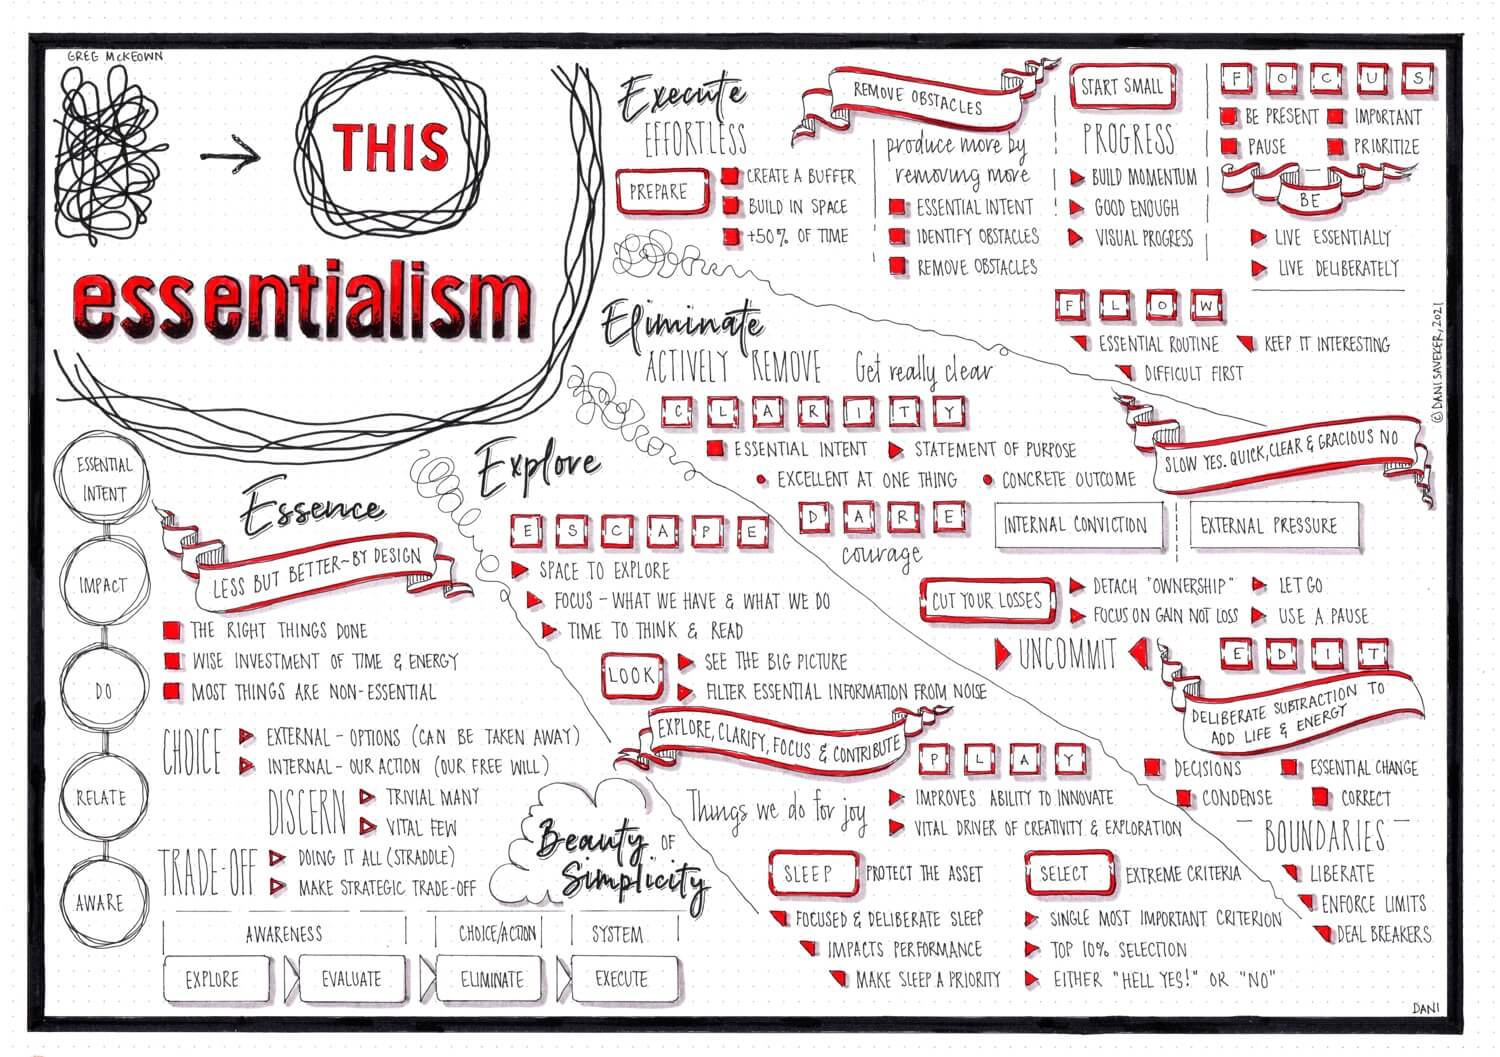 GREG McKEOWN
THIS
essentialism
ESSENTIAL
INTENT
IMPACT
DO
RELATE
AWARE
Essence
LESS BUT BETTER~BY DESIGN
THE RIGHT THINGS DONE
WISE INVESTMENT OF TIME & ENERGY
MOST THINGS ARE NON-ESSENTIAL
CHOICE
EXTERNAL - OPTIONS (CAN BE TAKEN AWAY)
INTERNAL - OUR ACTION (OUR FREE WILL)
DISCERN
TRIVIAL MANY
VITAL FEW
TRADE-OFF
DOING IT ALL (STRADDLE)
MAKE STRATEGIC TRADE-OFF
Beauty OF
Simplicity
AWARENESS
CHOICE/ACTION
SYSTEM
EXPLORE
EVALUATE
ELIMINATE
EXECUTE
Explore
ESCAPE
SPACE TO EXPLORE
FOCUS - WHAT WE HAVE & WHAT WE DO
TIME TO THINK & READ
LOOK
SEE THE BIG PICTURE
FILTER ESSENTIAL INFORMATION FROM NOISE
EXPLORE, CLARIFY, FOCUS & CONTRIBUTE
PLAY
Things we do for joy
IMPROVES ABILITY TO INNOVATE
VITAL DRIVER OF CREATIVITY & EXPLORATION
SLEEP
PROTECT THE ASSET
FOCUSED & DELIBERATE SLEEP
IMPACTS PERFORMANCE
MAKE SLEEP A PRIORITY
SELECT
EXTREME CRITERIA
SINGLE MOST IMPORTANT CRITERION
TOP 10% SELECTION
EITHER "HELL YES!" OR "NO"
Eliminate
ACTIVELY REMOVE
Get really clear
CLARITY
ESSENTIAL INTENT
STATEMENT OF PURPOSE
EXCELLENT AT ONE THING
CONCRETE OUTCOME
DARE
courage
INTERNAL CONVICTION
EXTERNAL PRESSURE
SLOW YES. QUICK, CLEAR & GRACIOUS NO
CUT YOUR LOSSES
DETACH "OWNERSHIP"
LET GO
FOCUS ON GAIN NOT LOSS
USE A PAUSE
UNCOMMIT
EDIT
DELIBERATE SUBTRACTION TO
ADD LIFE & ENERGY
DECISIONS
ESSENTIAL CHANGE
CONDENSE
CORRECT
BOUNDARIES
LIBERATE
ENFORCE LIMITS
DEAL BREAKERS
Execute
EFFORTLESS
PREPARE
CREATE A BUFFER
BUILD IN SPACE
+50% OF TIME
REMOVE OBSTACLES
produce more by
removing more
ESSENTIAL INTENT
IDENTIFY OBSTACLES
REMOVE OBSTACLES
START SMALL
PROGRESS
BUILD MOMENTUM
GOOD ENOUGH
VISUAL PROGRESS
FOCUS
BE PRESENT
IMPORTANT
PAUSE
PRIORITIZE
BE
LIVE ESSENTIALLY
LIVE DELIBERATELY
FLOW
ESSENTIAL ROUTINE
KEEP IT INTERESTING
DIFFICULT FIRST
© DANI SAVEKER, 2021
DANI